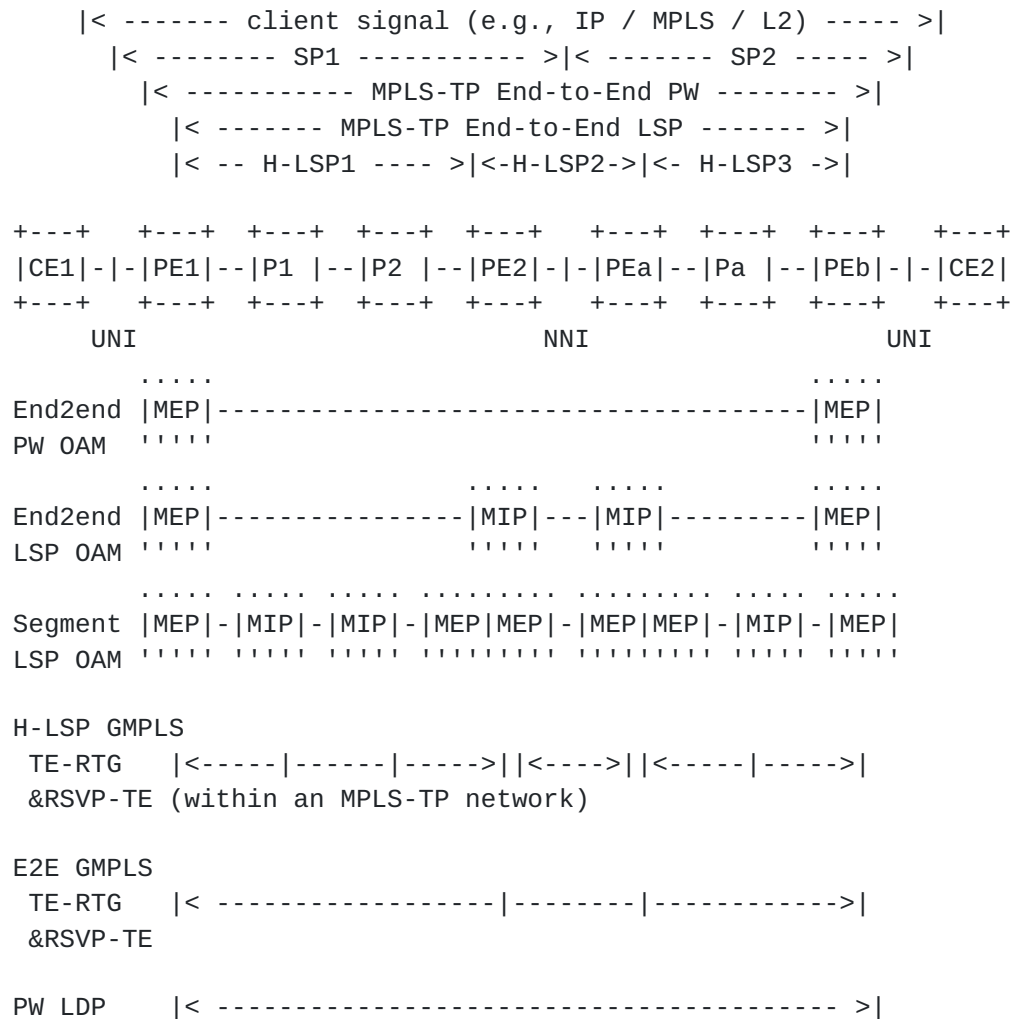 |< ------- client signal (e.g., IP / MPLS / L2) ----- >|
      |< -------- SP1 ----------- >|< ------- SP2 ----- >|
        |< ----------- MPLS-TP End-to-End PW -------- >|
          |< ------- MPLS-TP End-to-End LSP ------- >|
          |< -- H-LSP1 ---- >|<-H-LSP2->|<- H-LSP3 ->|

+---+   +---+  +---+  +---+  +---+   +---+  +---+  +---+   +---+
|CE1|-|-|PE1|--|P1 |--|P2 |--|PE2|-|-|PEa|--|Pa |--|PEb|-|-|CE2|
+---+   +---+  +---+  +---+  +---+   +---+  +---+  +---+   +---+
     UNI                          NNI                   UNI
        .....                                      .....
End2end |MEP|--------------------------------------|MEP|
PW OAM  '''''                                      '''''
        .....                .....   .....         .....
End2end |MEP|----------------|MIP|---|MIP|---------|MEP|
LSP OAM '''''                '''''   '''''         '''''
        ..... ..... ..... ......... ......... ..... .....
Segment |MEP|-|MIP|-|MIP|-|MEP|MEP|-|MEP|MEP|-|MIP|-|MEP|
LSP OAM ''''' ''''' ''''' ''''''''' ''''''''' ''''' '''''

H-LSP GMPLS
 TE-RTG   |<-----|------|----->||<---->||<-----|----->|
 &RSVP-TE (within an MPLS-TP network)

E2E GMPLS
 TE-RTG   |< ------------------|--------|------------>|
 &RSVP-TE

PW LDP    |< ---------------------------------------- >|